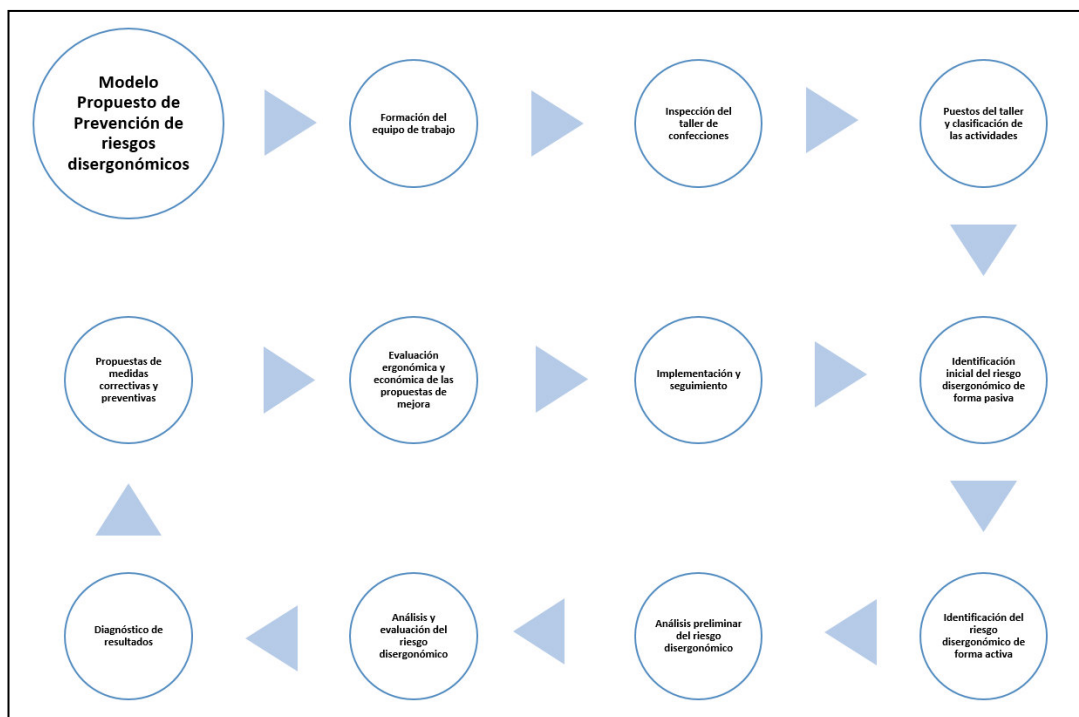 Modelo
Propuesto de
Prevención de
riesgos
disergonómicos
Formación del
equipo de trabajo
Inspección del
taller de
confecciones
Puestos del taller
y clasificación de
las actividades
Identificación
inicial del riesgo
disergonómico de
forma pasiva
Identificación del
riesgo
disergonómico de
forma activa
Análisis preliminar
del riesgo
disergonómico
Análisis y
evaluación del
riesgo
disergonómico
Diagnóstico de
resultados
Propuestas de
medidas
correctivas y
preventivas
Evaluación
ergonómica y
económica de las
propuestas de
mejora
Implementación y
seguimiento